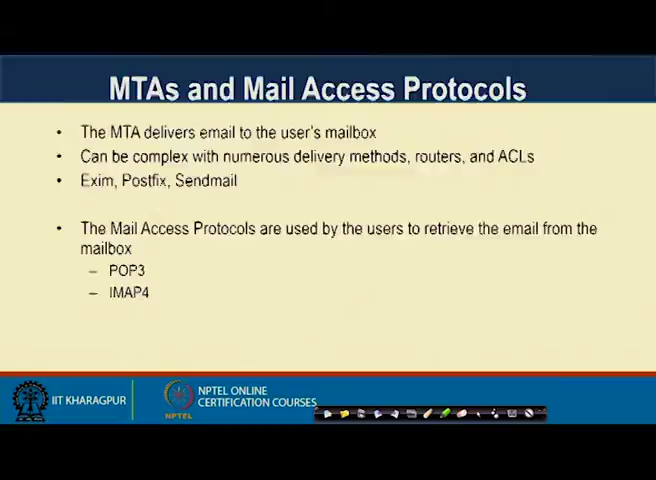 MTAs and Mail Access Protocols
• The MTA delivers email to the user's mailbox
• Can be complex with numerous delivery methods, routers, and ACLs
• Exim, Postfix, Sendmail
• The Mail Access Protocols are used by the users to retrieve the email from the
mailbox
– POP3
– IMAP4
IIT KHARAGPUR
NPTEL
NPTEL ONLINE
CERTIFICATION COURSES